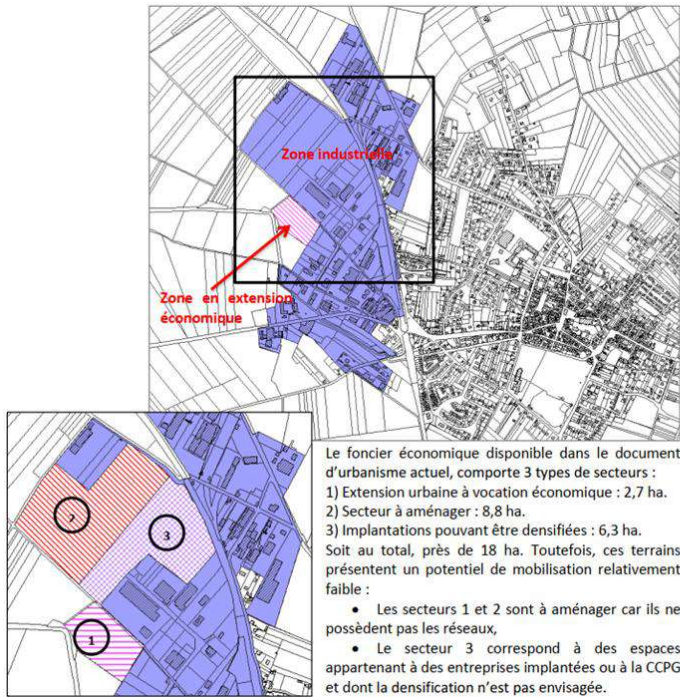 Zone industrielle
Zone en extension
économique
2
3
1
Le foncier économique disponible dans le document
d'urbanisme actuel, comporte 3 types de secteurs :
1) Extension urbaine à vocation économique : 2,7 ha.
2) Secteur à aménager : 8,8 ha.
3) Implantations pouvant être densifiées : 6,3 ha.
Soit au total, près de 18 ha. Toutefois, ces terrains
présentent un potentiel de mobilisation relativement
faible :
• Les secteurs 1 et 2 sont à aménager car ils ne
possèdent pas les réseaux,
• Le secteur 3 correspond à des espaces
appartenant à des entreprises implantées ou à la CCPG
et dont la densification n'est pas envisagée.